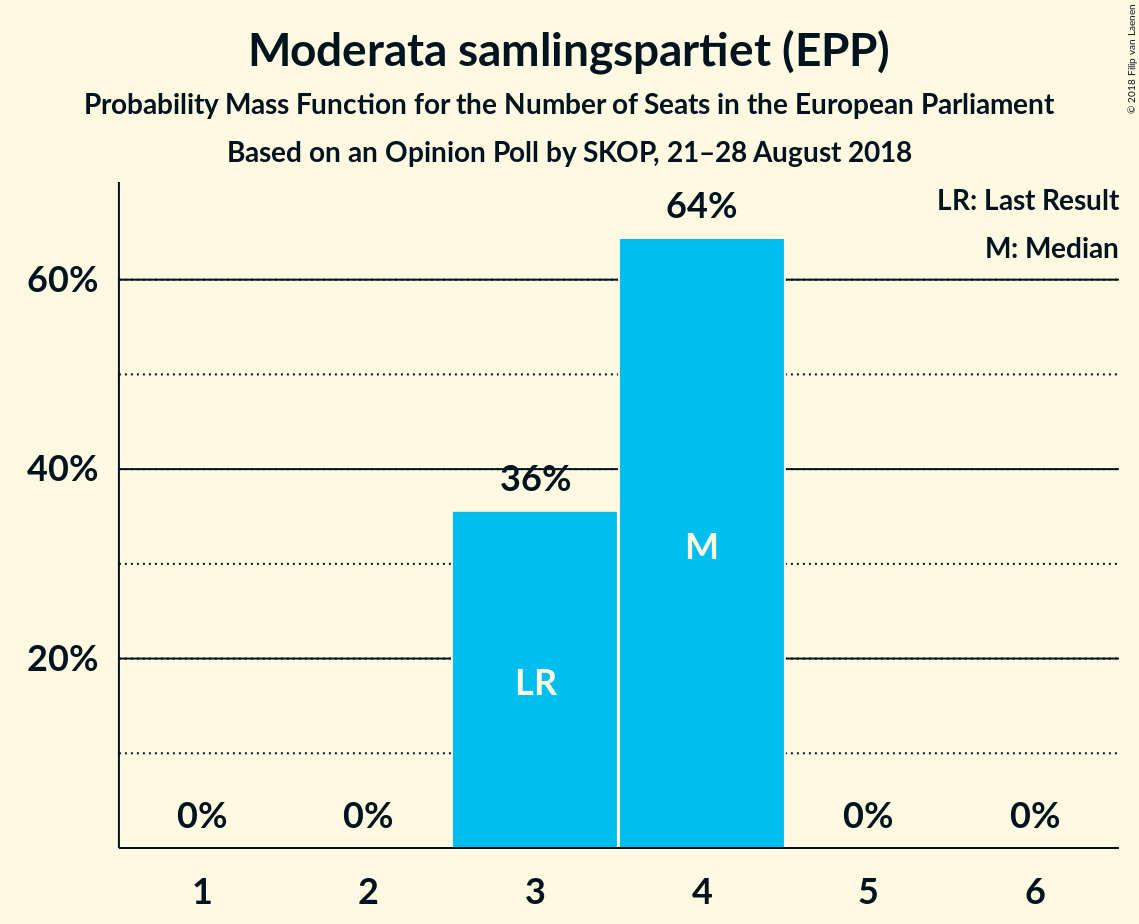 Moderata samlingspartiet (EPP)
Probability Mass Function for the Number of Seats in the European Parliament
Based on an Opinion Poll by SKOP, 21–28 August 2018
© 2018 Filip van Laenen
LR: Last Result
M: Median
64%
60%
40%
36%
M
20%
LR
0% 0% 0% 0%
1 2 3 4 5 6